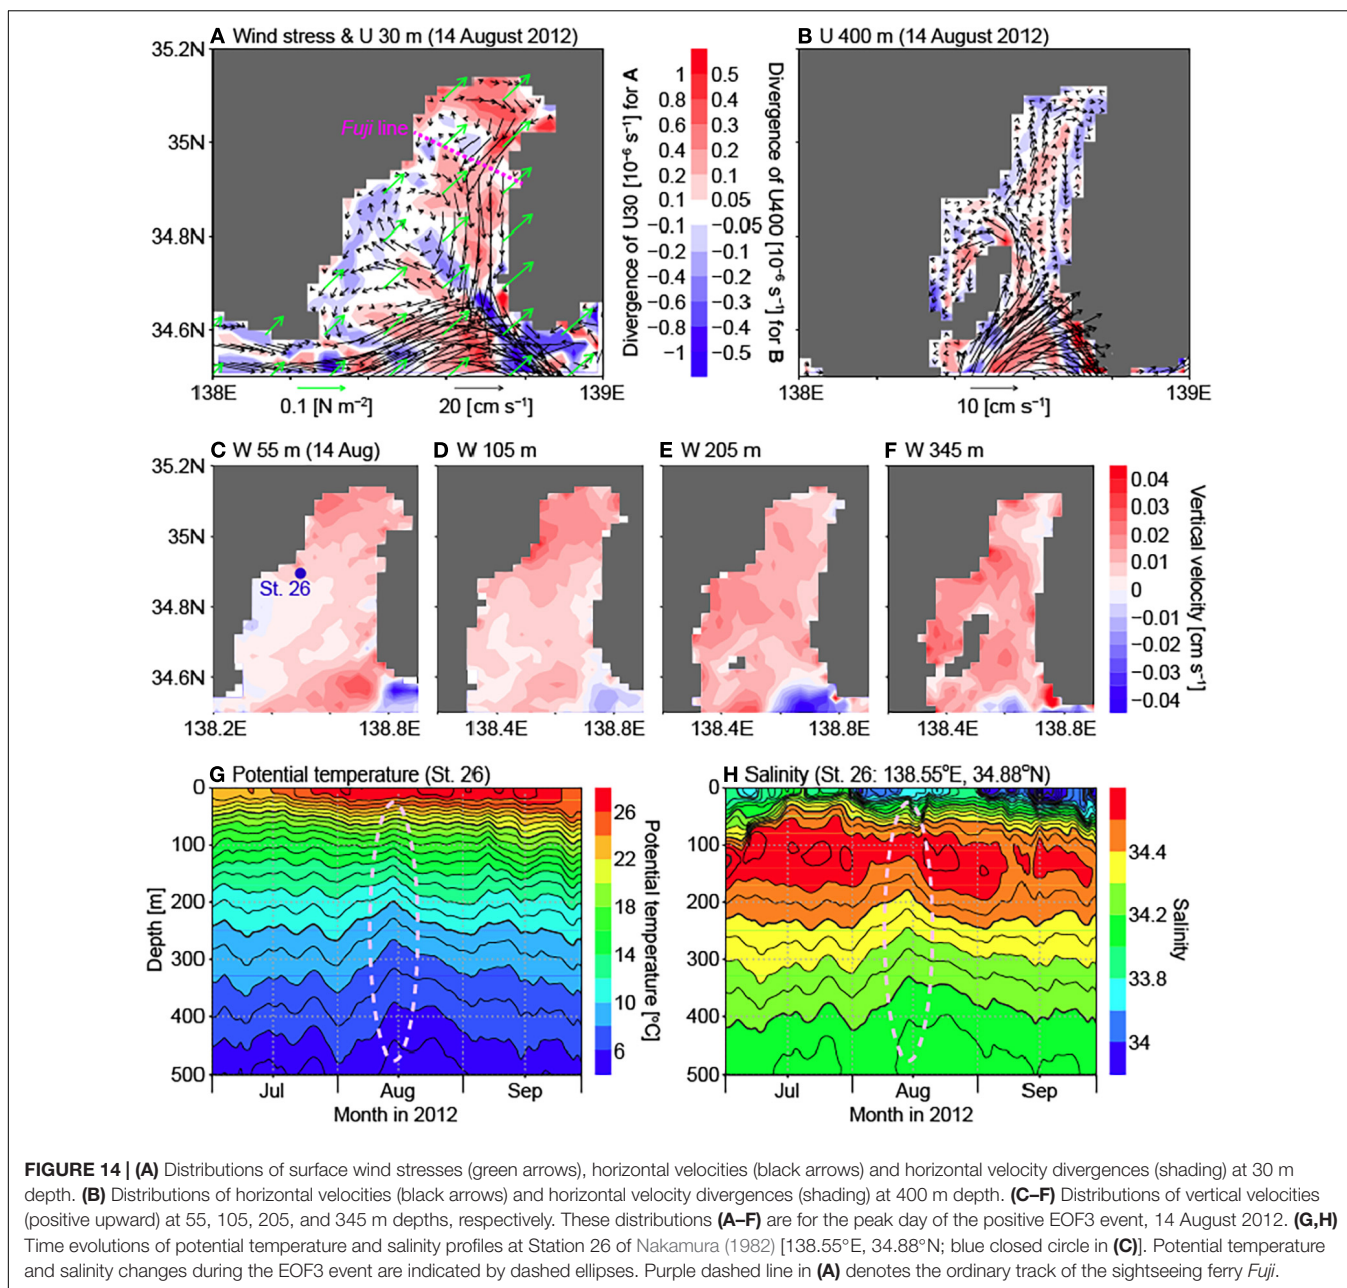 A Wind stress & U 30 m (14 August 2012)
35.2N
35N
34.8N
34.6N
138E
139E
Fuji line
0.1 [N m⁻²]
20 [cm s⁻¹]
Divergence of U30 [10⁻⁶ s⁻¹] for A
1
0.8
0.6
0.4
0.2
0.1
−0.1
−0.2
−0.4
−0.6
−0.8
−1
0.5
0.4
0.3
0.2
0.1
0.05
−0.05
−0.1
−0.2
−0.3
−0.4
−0.5
Divergence of U400 [10⁻⁶ s⁻¹] for B
B U 400 m (14 August 2012)
138E
139E
10 [cm s⁻¹]
C W 55 m (14 Aug)
35.2N
35N
34.8N
34.6N
St. 26
138.2E
138.8E
D W 105 m
138.4E
E W 205 m
138.4E
138.8E
F W 345 m
138.4E
138.8E
0.04
0.03
0.02
0.01
0
−0.01
−0.02
−0.03
−0.04
Vertical velocity [cm s⁻¹]
G Potential temperature (St. 26)
0
100
200
300
400
500
Depth [m]
Jul
Aug
Sep
Month in 2012
26
22
18
14
10
6
Potential temperature [°C]
H Salinity (St. 26: 138.55°E, 34.88°N)
0
100
200
300
400
500
Jul
Aug
Sep
Month in 2012
34.4
34.2
33.8
34
Salinity
FIGURE 14 | (A) Distributions of surface wind stresses (green arrows), horizontal velocities (black arrows) and horizontal velocity divergences (shading) at 30 m
depth. (B) Distributions of horizontal velocities (black arrows) and horizontal velocity divergences (shading) at 400 m depth. (C–F) Distributions of vertical velocities
(positive upward) at 55, 105, 205, and 345 m depths, respectively. These distributions (A–F) are for the peak day of the positive EOF3 event, 14 August 2012. (G,H)
Time evolutions of potential temperature and salinity profiles at Station 26 of Nakamura (1982) [138.55°E, 34.88°N; blue closed circle in (C)]. Potential temperature
and salinity changes during the EOF3 event are indicated by dashed ellipses. Purple dashed line in (A) denotes the ordinary track of the sightseeing ferry Fuji.